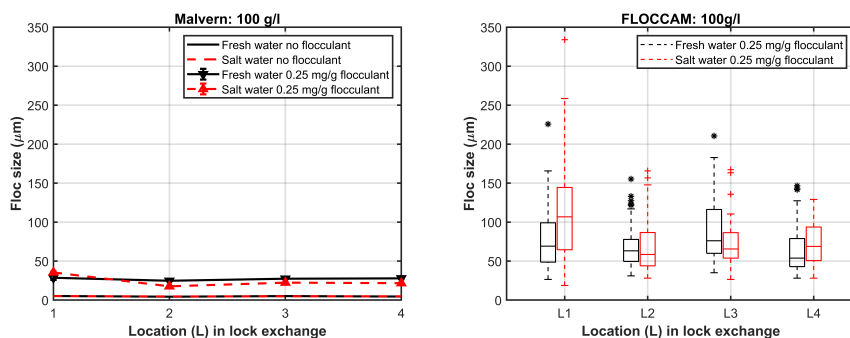 Malvern: 100 g/l
Floc size (μm)
350
300
250
200
150
100
50
0
Fresh water no flocculant
Salt water no flocculant
Fresh water 0.25 mg/g flocculant
Salt water 0.25 mg/g flocculant
1 2 3 4
Location (L) in lock exchange
FLOCCAM: 100g/l
Floc size (μm)
350
300
250
200
150
100
50
0
Fresh water 0.25 mg/g flocculant
Salt water 0.25 mg/g flocculant
L1 L2 L3 L4
Location (L) in lock exchange